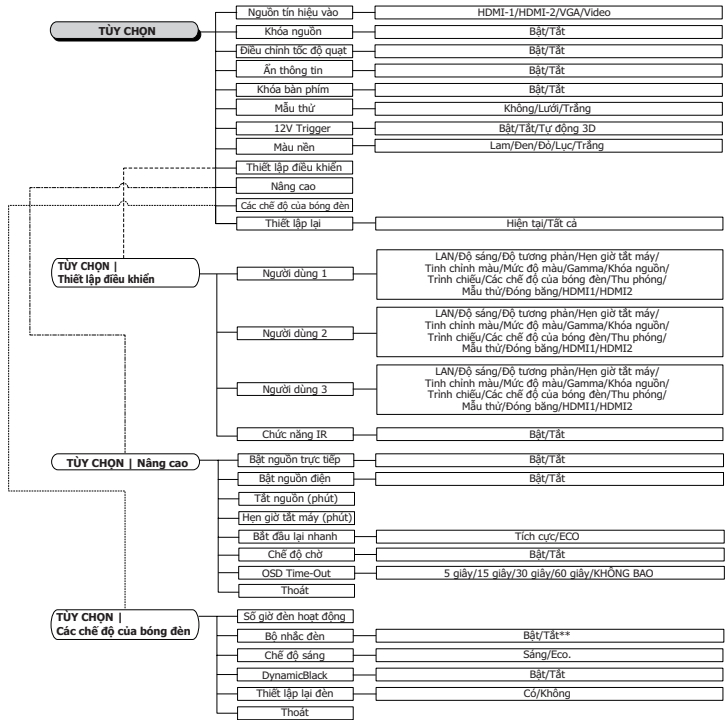 TÙY CHỌN
Nguồn tín hiệu vào
HDMI-1/HDMI-2/VGA/Video
Khóa nguồn
Bật/Tắt
Điều chỉnh tốc độ quạt
Bật/Tắt
Ẩn thông tin
Bật/Tắt
Khóa bàn phím
Bật/Tắt
Mẫu thử
Không/Lưới/Trắng
12V Trigger
Bật/Tắt/Tự động 3D
Màu nền
Lam/Đen/Đỏ/Lục/Trắng
Thiết lập điều khiển
Nâng cao
Các chế độ của bóng đèn
Thiết lập lại
Hiện tại/Tất cả
TÙY CHỌN |
Thiết lập điều khiển
Người dùng 1
LAN/Độ sáng/Độ tương phản/Hẹn giờ tắt máy/
Tinh chỉnh màu/Mức độ màu/Gamma/Khóa nguồn/
Trình chiếu/Các chế độ của bóng đèn/Thu phóng/
Mẫu thử/Đóng băng/HDMI1/HDMI2
Người dùng 2
LAN/Độ sáng/Độ tương phản/Hẹn giờ tắt máy/
Tinh chỉnh màu/Mức độ màu/Gamma/Khóa nguồn/
Trình chiếu/Các chế độ của bóng đèn/Thu phóng/
Mẫu thử/Đóng băng/HDMI1/HDMI2
Người dùng 3
LAN/Độ sáng/Độ tương phản/Hẹn giờ tắt máy/
Tinh chỉnh màu/Mức độ màu/Gamma/Khóa nguồn/
Trình chiếu/Các chế độ của bóng đèn/Thu phóng/
Mẫu thử/Đóng băng/HDMI1/HDMI2
Chức năng IR
Bật/Tắt
TÙY CHỌN | Nâng cao
Bật nguồn trực tiếp
Bật/Tắt
Bật nguồn điện
Bật/Tắt
Tắt nguồn (phút)
Hẹn giờ tắt máy (phút)
Bắt đầu lại nhanh
Tích cực/ECO
Chế độ chờ
Bật/Tắt
OSD Time-Out
5 giây/15 giây/30 giây/60 giây/KHÔNG BAO
Thoát
TÙY CHỌN |
Các chế độ của bóng đèn
Số giờ đèn hoạt động
Bộ nhắc đèn
Bật/Tắt**
Chế độ sáng
Sáng/Eco.
DynamicBlack
Bật/Tắt
Thiết lập lại đèn
Có/Không
Thoát